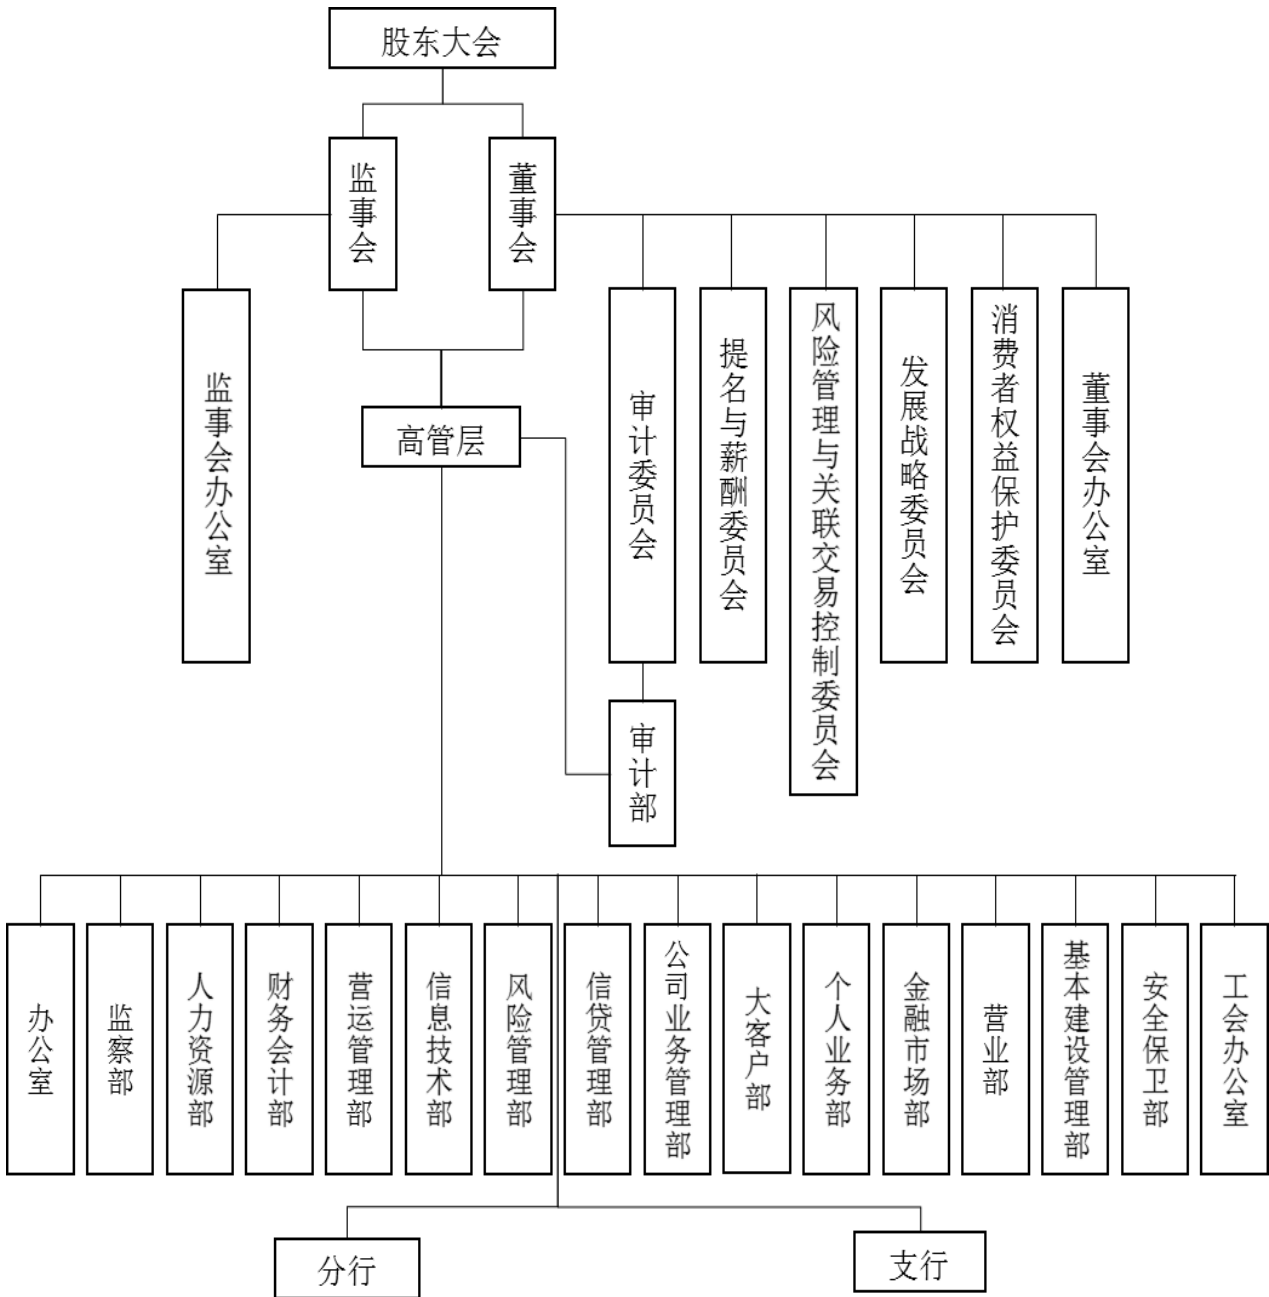 股东大会
监事会
董事会
监事会办公室
高管层
审计委员会
提名与薪酬委员会
风险管理与关联交易控制委员会
发展战略委员会
消费者权益保护委员会
董事会办公室
审计部
办公室
监察部
人力资源部
财务会计部
营运管理部
信息技术部
风险管理部
信贷管理部
公司业务管理部
大客户部
个人业务部
金融市场部
营业部
基本建设管理部
安全保卫部
工会办公室
分行
支行